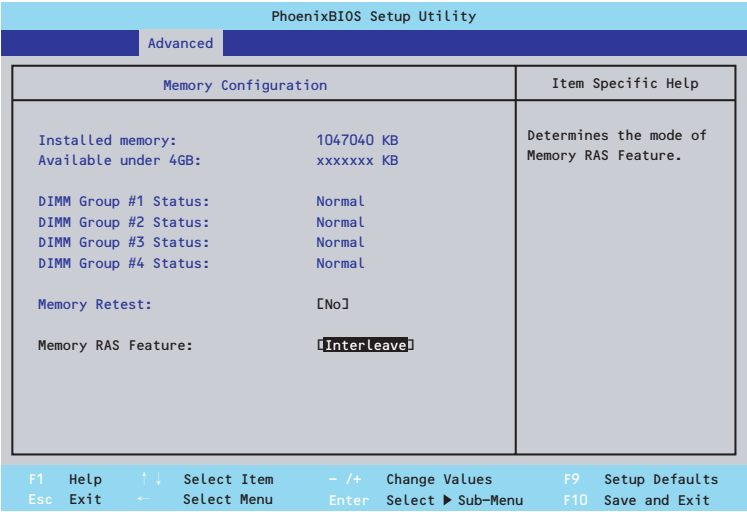 PhoenixBIOS Setup Utility
Advanced
Memory Configuration
Item Specific Help
Installed memory: 1047040 KB
Available under 4GB: xxxxxxx KB
Determines the mode of
Memory RAS Feature.
DIMM Group #1 Status: Normal
DIMM Group #2 Status: Normal
DIMM Group #3 Status: Normal
DIMM Group #4 Status: Normal
Memory Retest: [No]
Memory RAS Feature: [Interleave]
F1 Help ↑↓ Select Item - /+ Change Values F9 Setup Defaults
Esc Exit ← Select Menu Enter Select ▶ Sub-Menu F10 Save and Exit